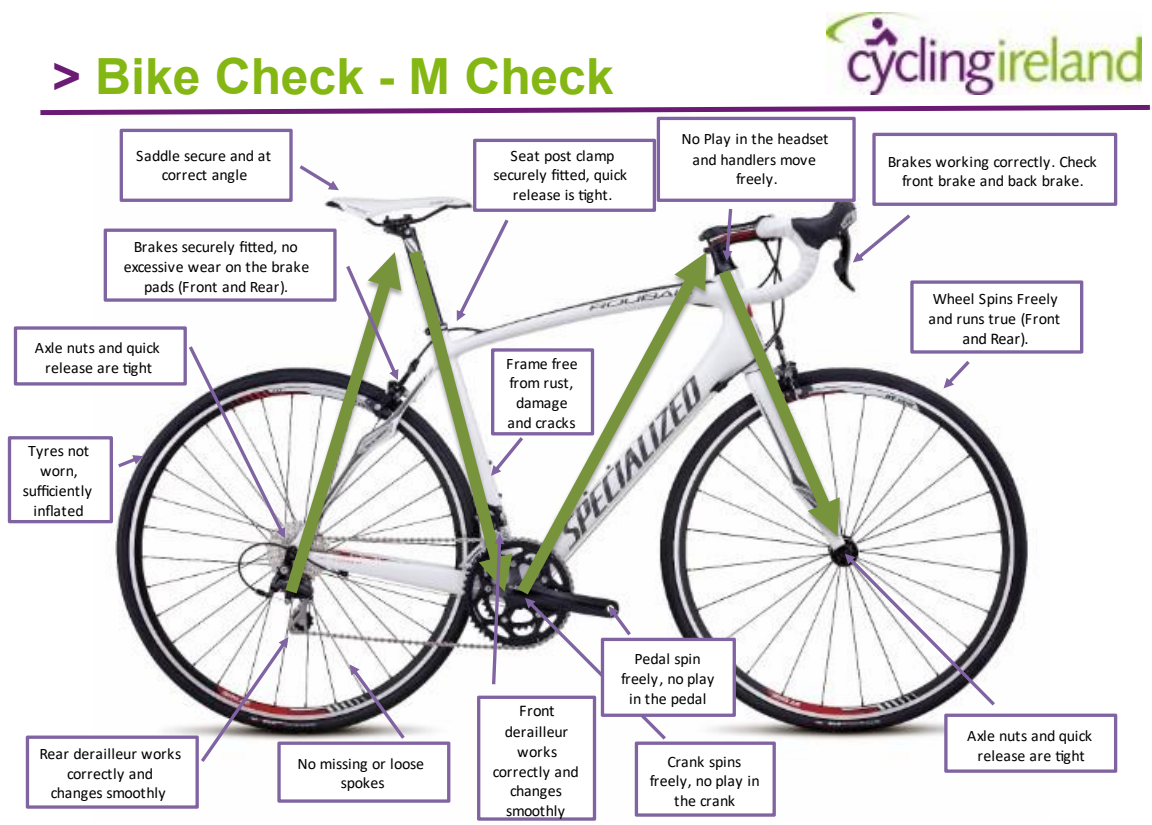 > Bike Check - M Check
cyclingireland
Saddle secure and at
correct angle
Seat post clamp
securely fitted, quick
release is tight.
No Play in the headset
and handlers move
freely.
Brakes working correctly. Check
front brake and back brake.
Brakes securely fitted, no
excessive wear on the brake
pads (Front and Rear).
Wheel Spins Freely
and runs true (Front
and Rear).
Axle nuts and quick
release are tight
Frame free
from rust,
damage
and cracks
Tyres not
worn,
sufficiently
inflated
SPECIALIZED
Pedal spin
freely, no play
in the pedal
Front
derailleur
works
correctly and
changes
smoothly
Axle nuts and quick
release are tight
Rear derailleur works
correctly and
changes smoothly
No missing or loose
spokes
Crank spins
freely, no play in
the crank